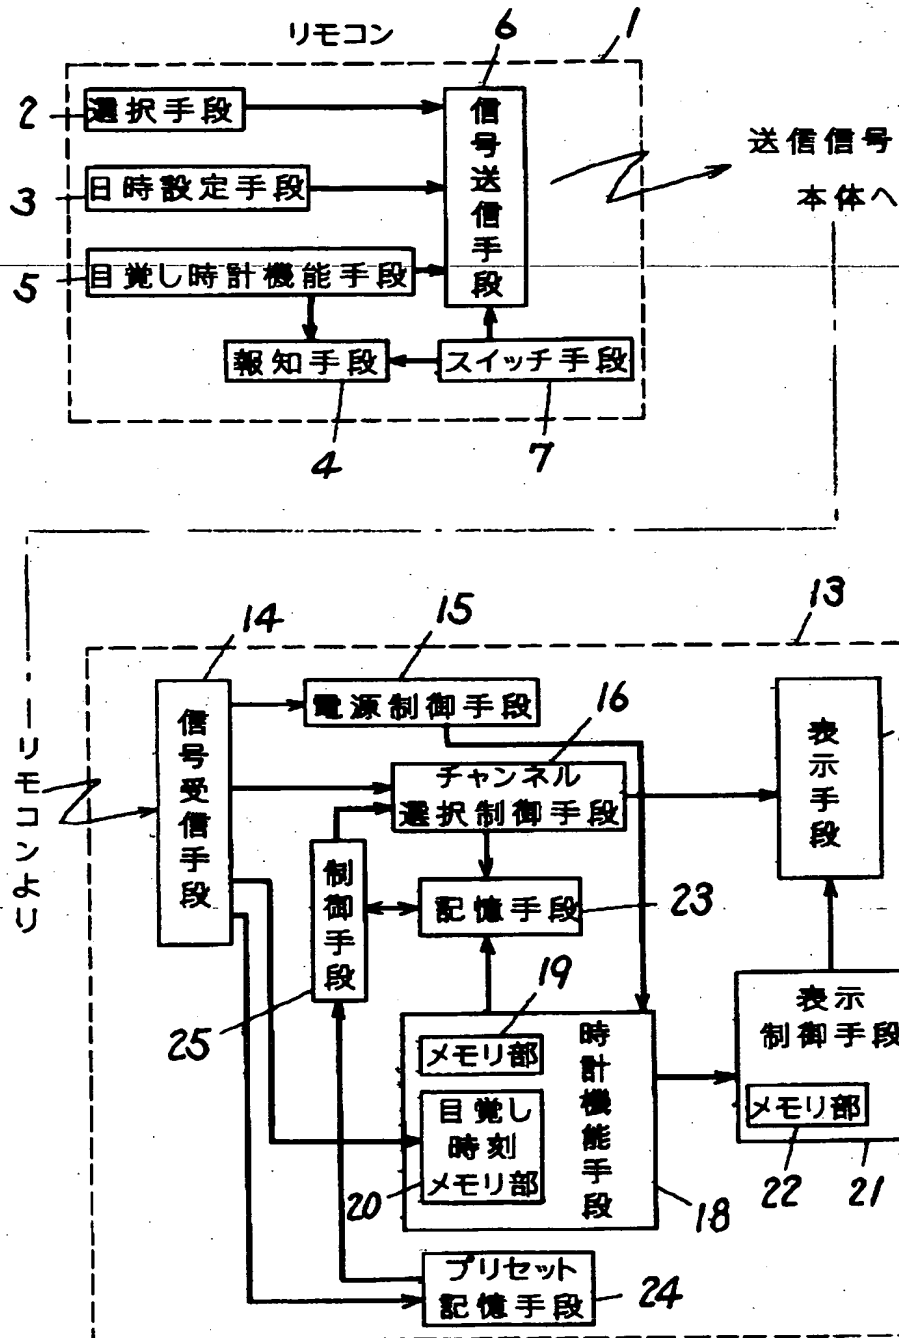 リモコン
6
1
2
選択手段
信号送信手段
送信信号
本体へ
3
日時設定手段
5
目覚し時計機能手段
報知手段
スイッチ手段
4
7
13
14
15
電源制御手段
16
信号受信手段
チャンネル
選択制御手段
表示手段
リモコンより
制御手段
記憶手段
23
25
19
メモリ部
時計機能手段
表示
制御手段
目覚し
時刻
メモリ部
20
メモリ部
18
22
21
プリセット
記憶手段
24